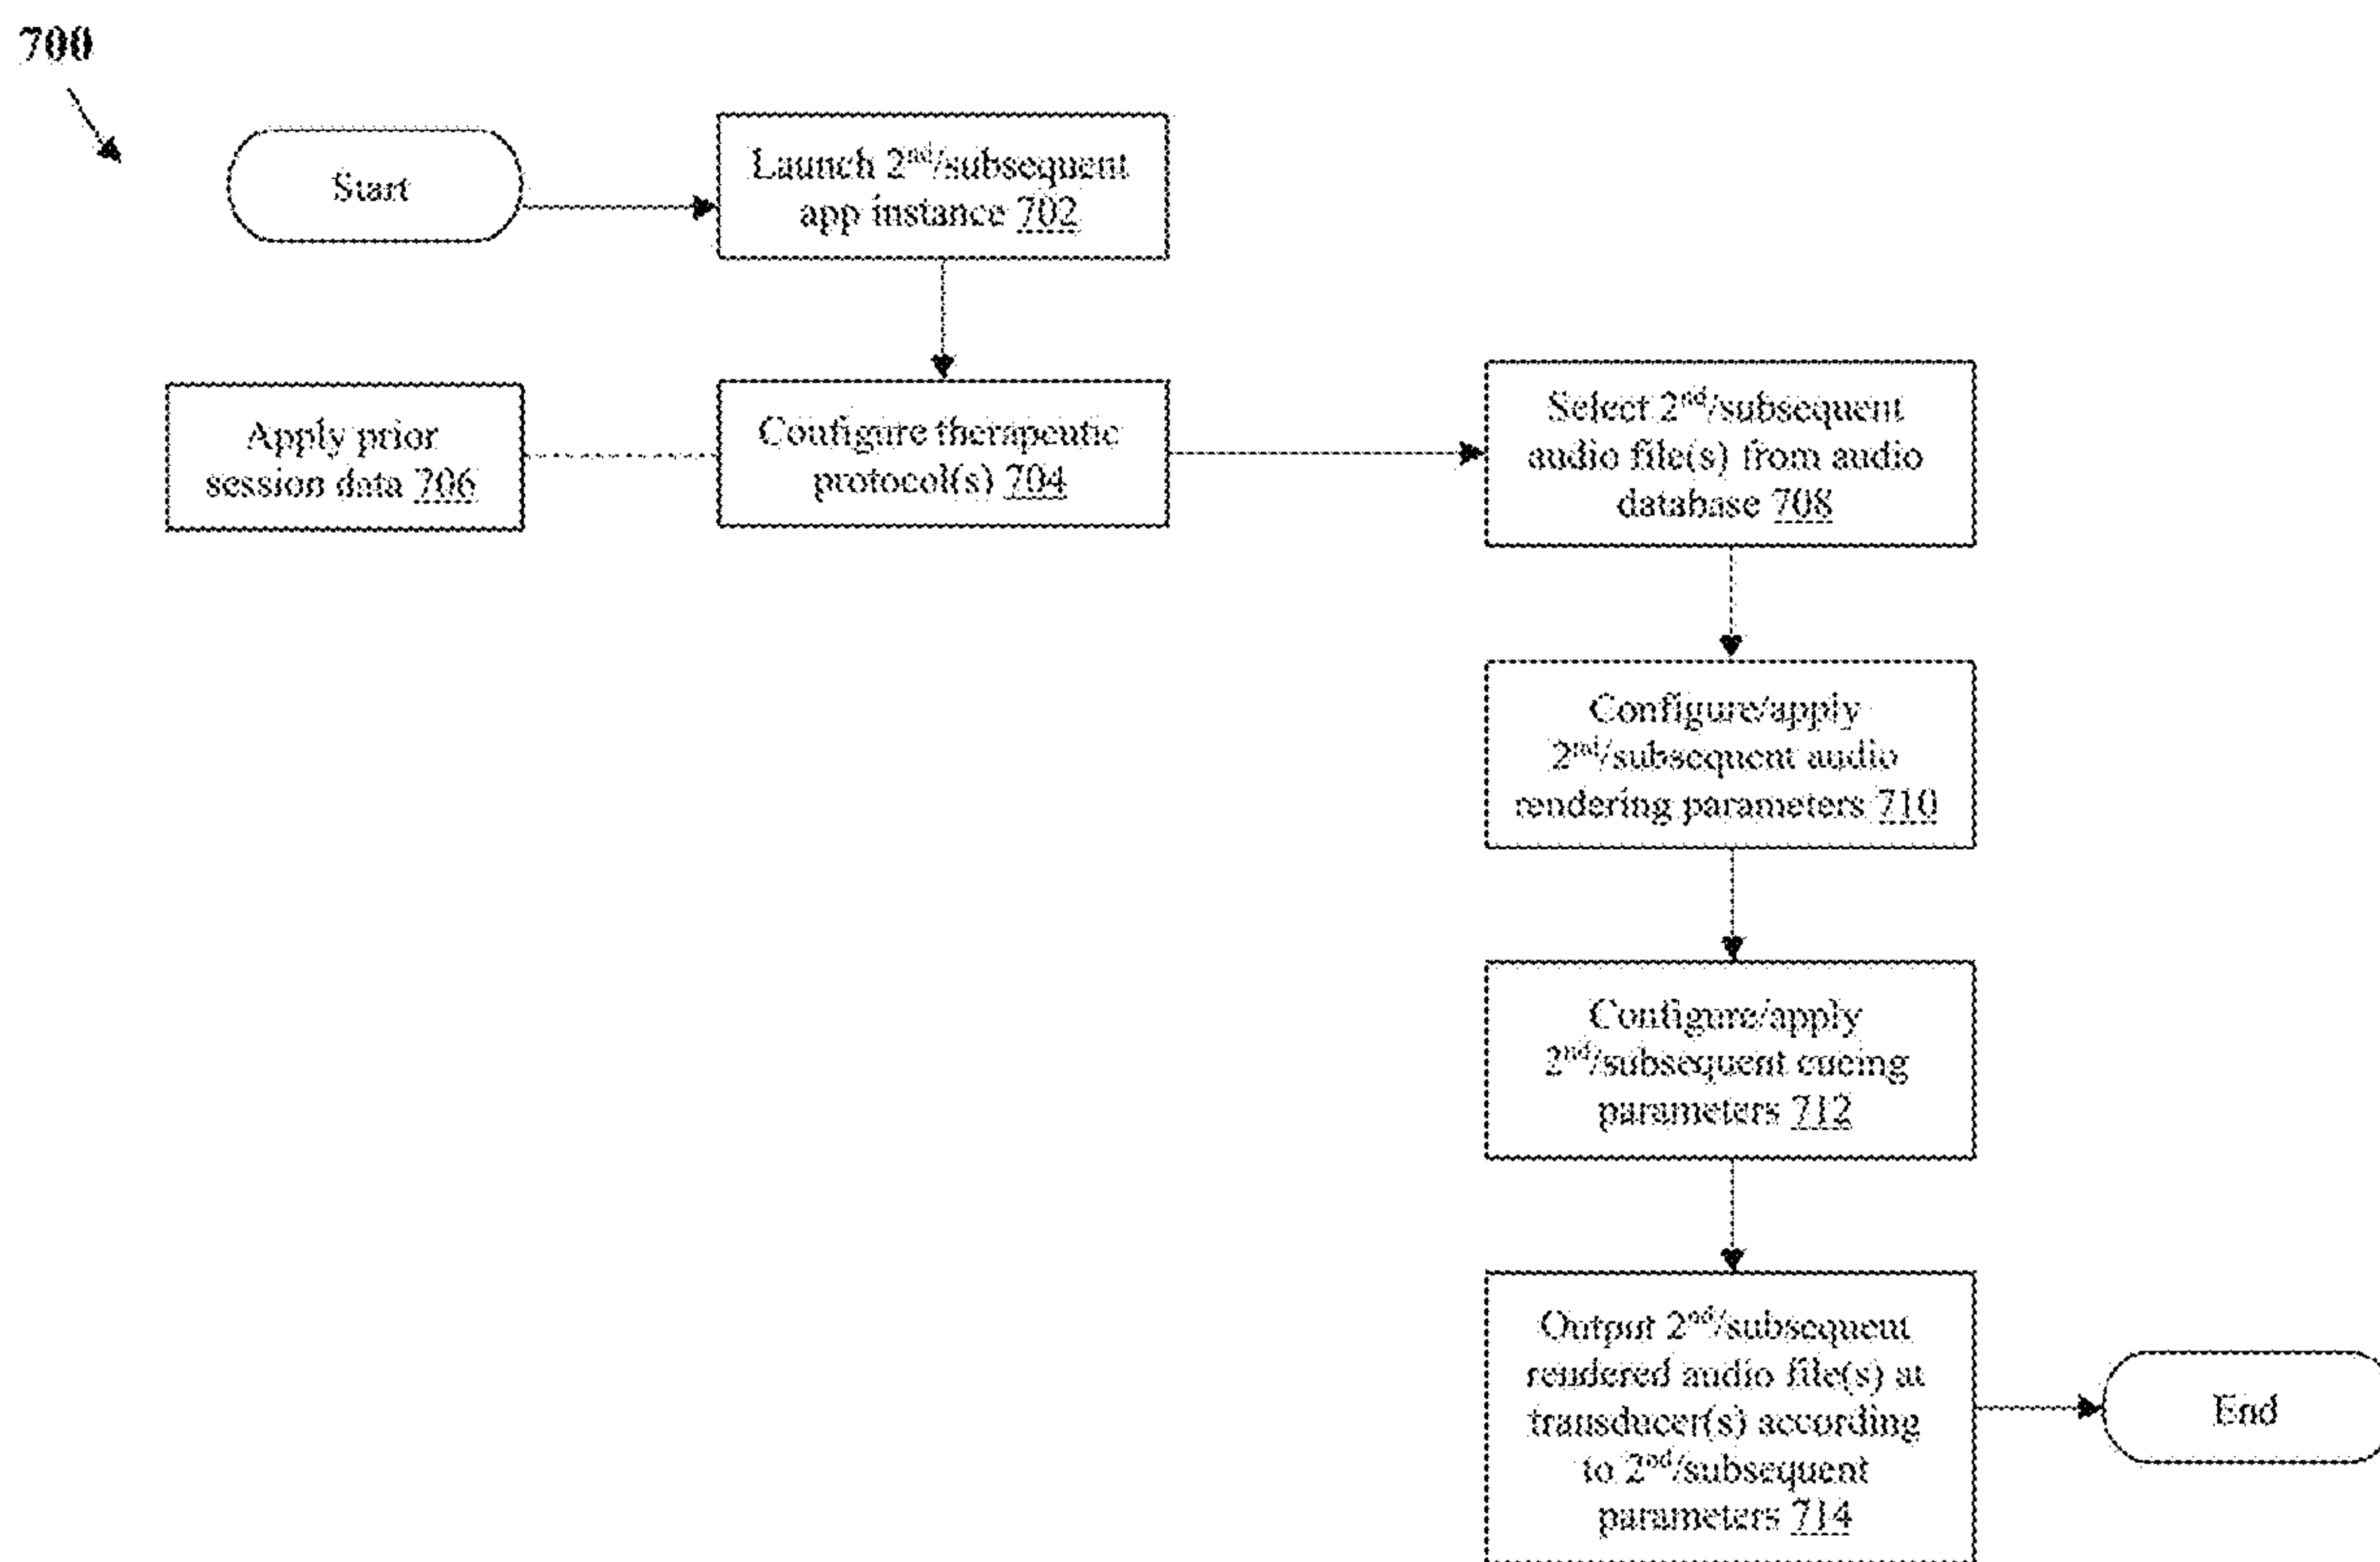 700
Start
Launch 2nd/subsequent
app instance 702
Apply prior
session data 706
Configure therapeutic
protocol(s) 704
Select 2nd/subsequent
audio file(s) from audio
database 708
Configure/apply
2nd/subsequent audio
rendering parameters 710
Configure/apply
2nd/subsequent cueing
parameters 712
Output 2nd/subsequent
rendered audio file(s) at
transducer(s) according
to 2nd/subsequent
parameters 714
End